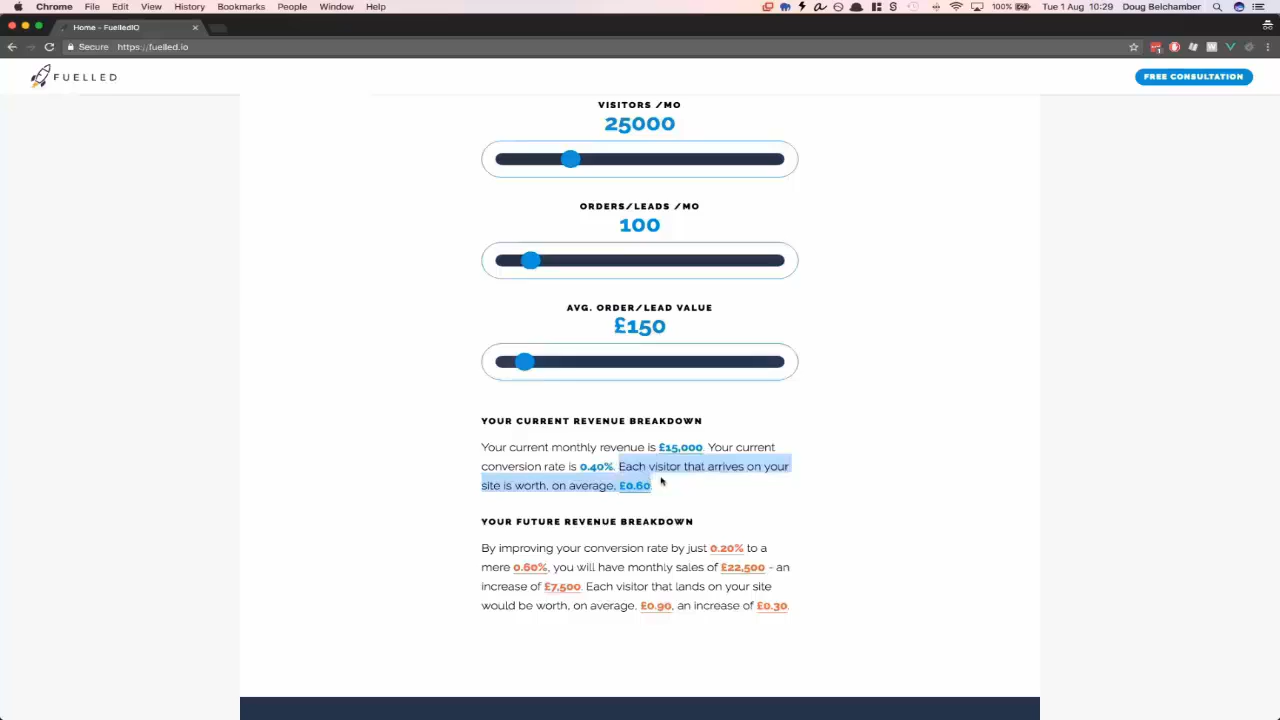 Chrome File Edit View History Bookmarks People Window Help 100% Tue 1 Aug 10:29 Doug Belchamber
Home - FuelledIO
Secure https://fuelled.io
FUELLED
FREE CONSULTATION
VISITORS /MO
25000
ORDERS/LEADS /MO
100
AVG. ORDER/LEAD VALUE
£150
YOUR CURRENT REVENUE BREAKDOWN
Your current monthly revenue is £15,000. Your current
conversion rate is 0.40%. Each visitor that arrives on your
site is worth, on average, £0.60.
YOUR FUTURE REVENUE BREAKDOWN
By improving your conversion rate by just 0.20% to a
mere 0.60%, you will have monthly sales of £22,500 - an
increase of £7,500. Each visitor that lands on your site
would be worth, on average, £0.90, an increase of £0.30.